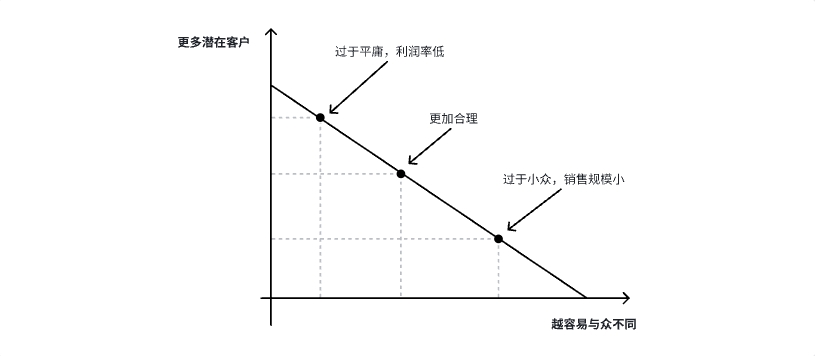 更多潜在客户
过于平庸，利润率低
更加合理
过于小众，销售规模小
越容易与众不同